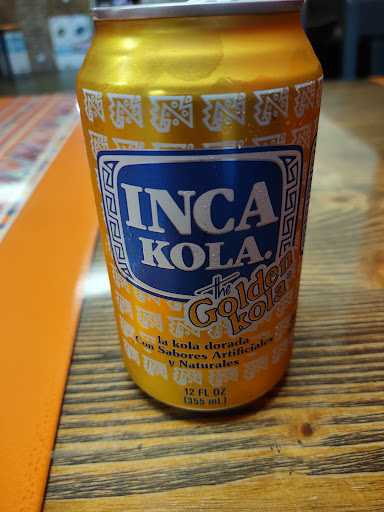 INCA
KOLA.
the
Golden
kola
la kola dorada
Con Sabores Artificiales
y Naturales
12 FL OZ
(355 mL)